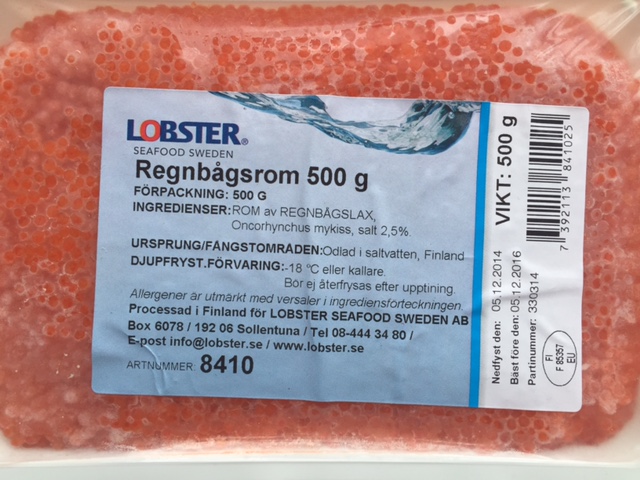 LOBSTER®
SEAFOOD SWEDEN
Regnbågsrom 500 g
FÖRPACKNING: 500 G
INGREDIENSER:ROM av REGNBÅGSLAX,
Oncorhynchus mykiss, salt 2,5%.
URSPRUNG/FÅNGSTOMRÅDEN:Odlad i saltvatten, Finland
DJUPFRYST.FÖRVARING:-18 °C eller kallare.
Bör ej återfrysas efter upptining.
Allergener är utmärkt med versaler i ingrediensförteckningen.
Processad i Finland för LOBSTER SEAFOOD SWEDEN AB
Box 6078 / 192 06 Sollentuna / Tel 08-444 34 80 /
E-post info@lobster.se / www.lobster.se
ARTNUMMER 8410
VIKT: 500 g
7 392113 841025
Nedfyst den: 05.12.2014
Bäst före den: 05.12.2016
Partinummer: 330314
FI
F 85357
EU